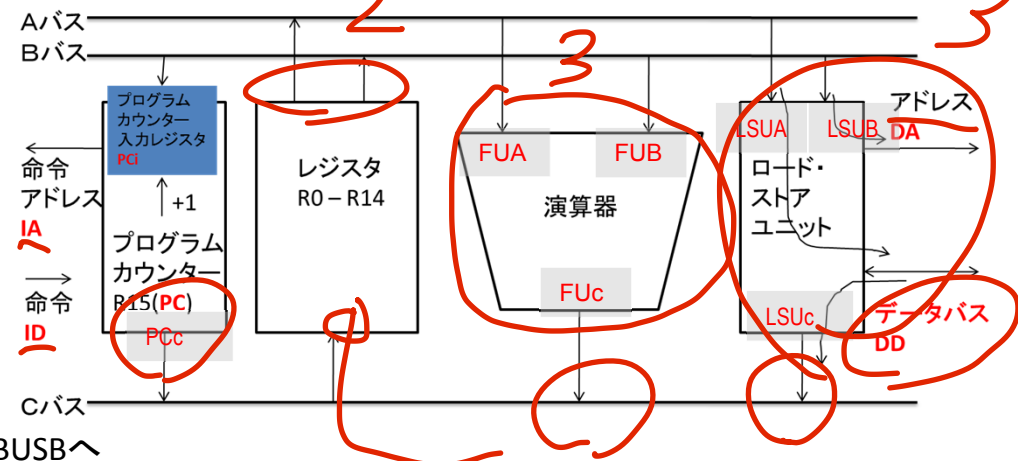 Aバス
2
3
Bバス
3
プログラム
カウンター
入力レジスタ
PCi
FUA
FUB
LSUA
LSUB
アドレス
DA
命令
アドレス
IA
+1
レジスタ
R0 – R14
演算器
ロード・
ストア
ユニット
プログラム
カウンター
R15(PC)
命令
ID
PCc
FUc
LSUc
データバス
DD
Cバス
BUSBへ